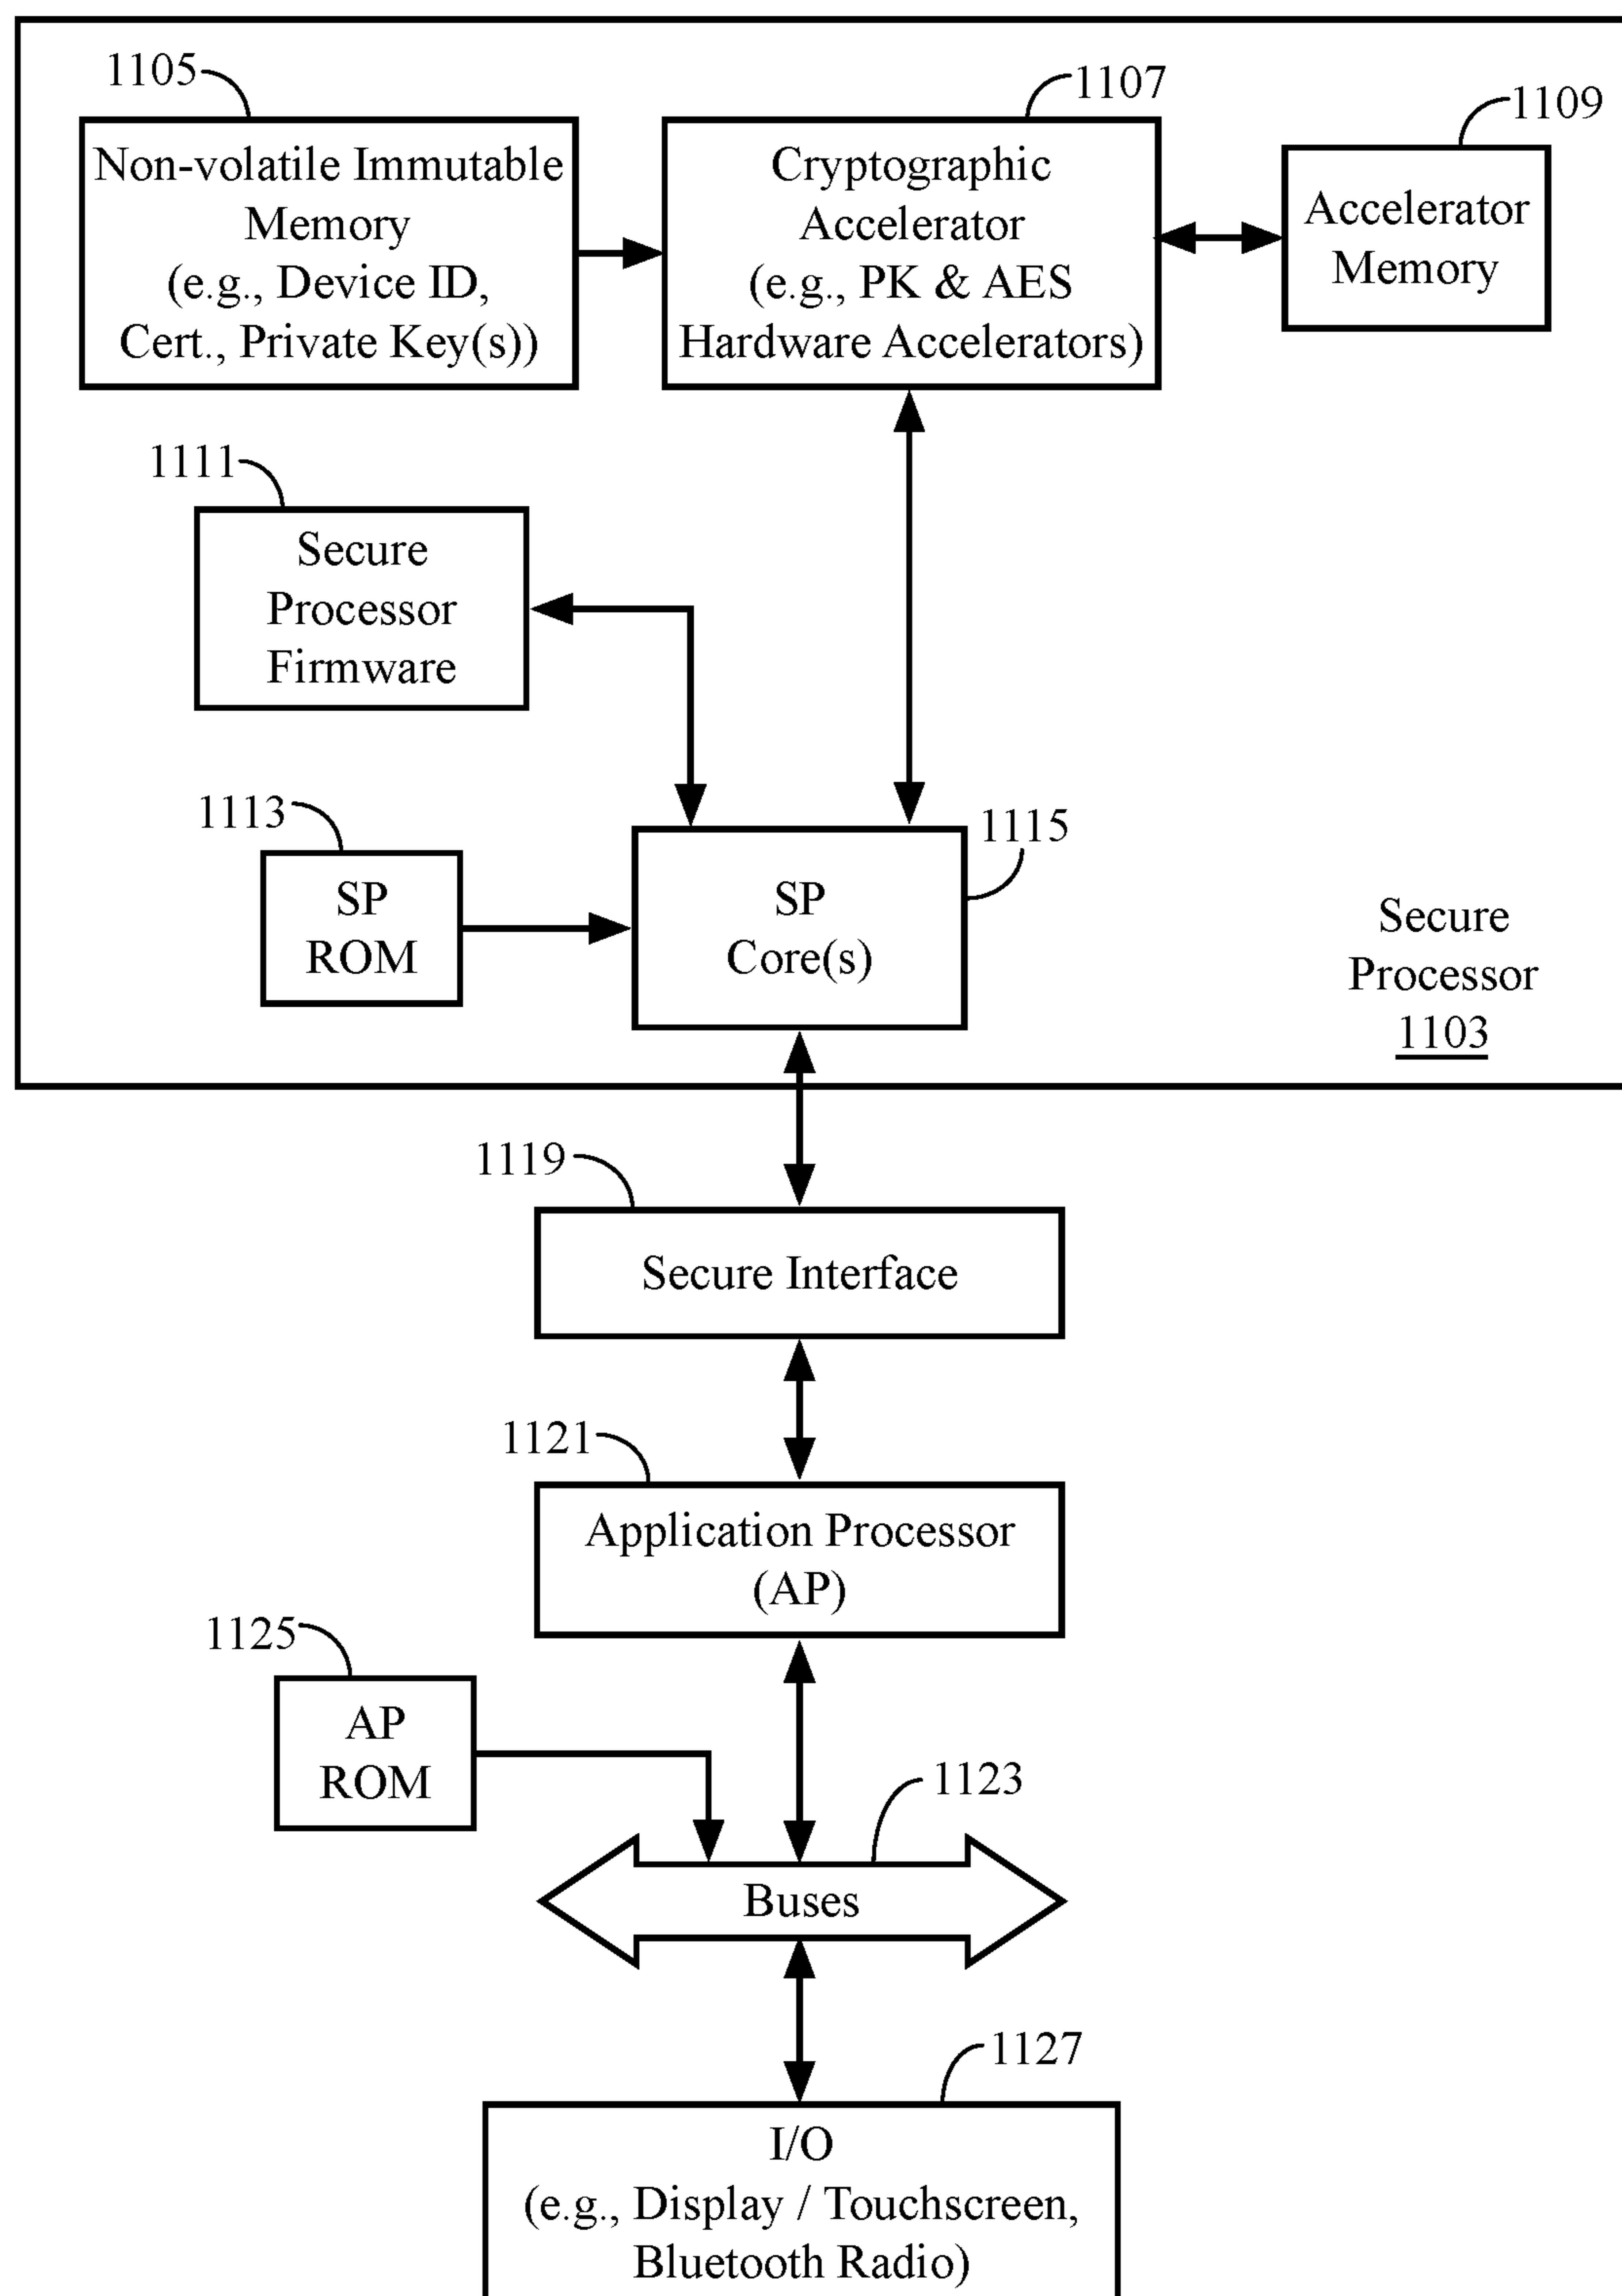 1105
1107
1109
Non-volatile Immutable
Memory
(e.g., Device ID,
Cert., Private Key(s))
Cryptographic
Accelerator
(e.g., PK & AES
Hardware Accelerators)
Accelerator
Memory
1111
Secure
Processor
Firmware
1113
SP
ROM
1115
SP
Core(s)
Secure
Processor
1103
1119
Secure Interface
1121
Application Processor
(AP)
1125
AP
ROM
1123
Buses
1127
I/O
(e.g., Display / Touchscreen,
Bluetooth Radio)